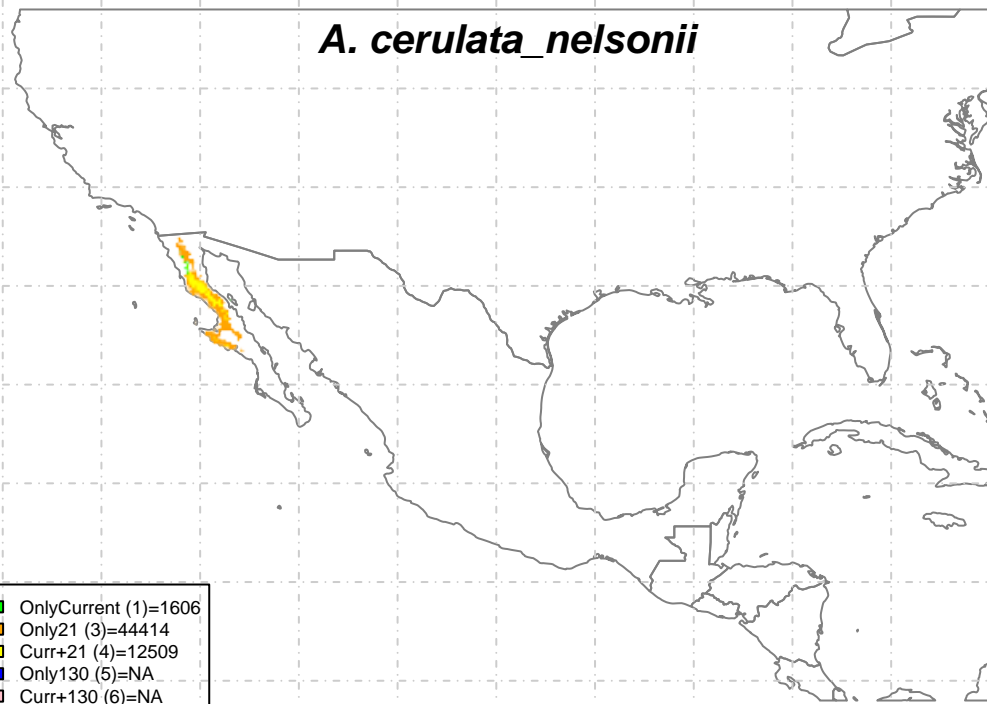 A. cerulata_nelsonii
OnlyCurrent (1)=1606
Only21 (3)=44414
Curr+21 (4)=12509
Only130 (5)=NA
Curr+130 (6)=NA